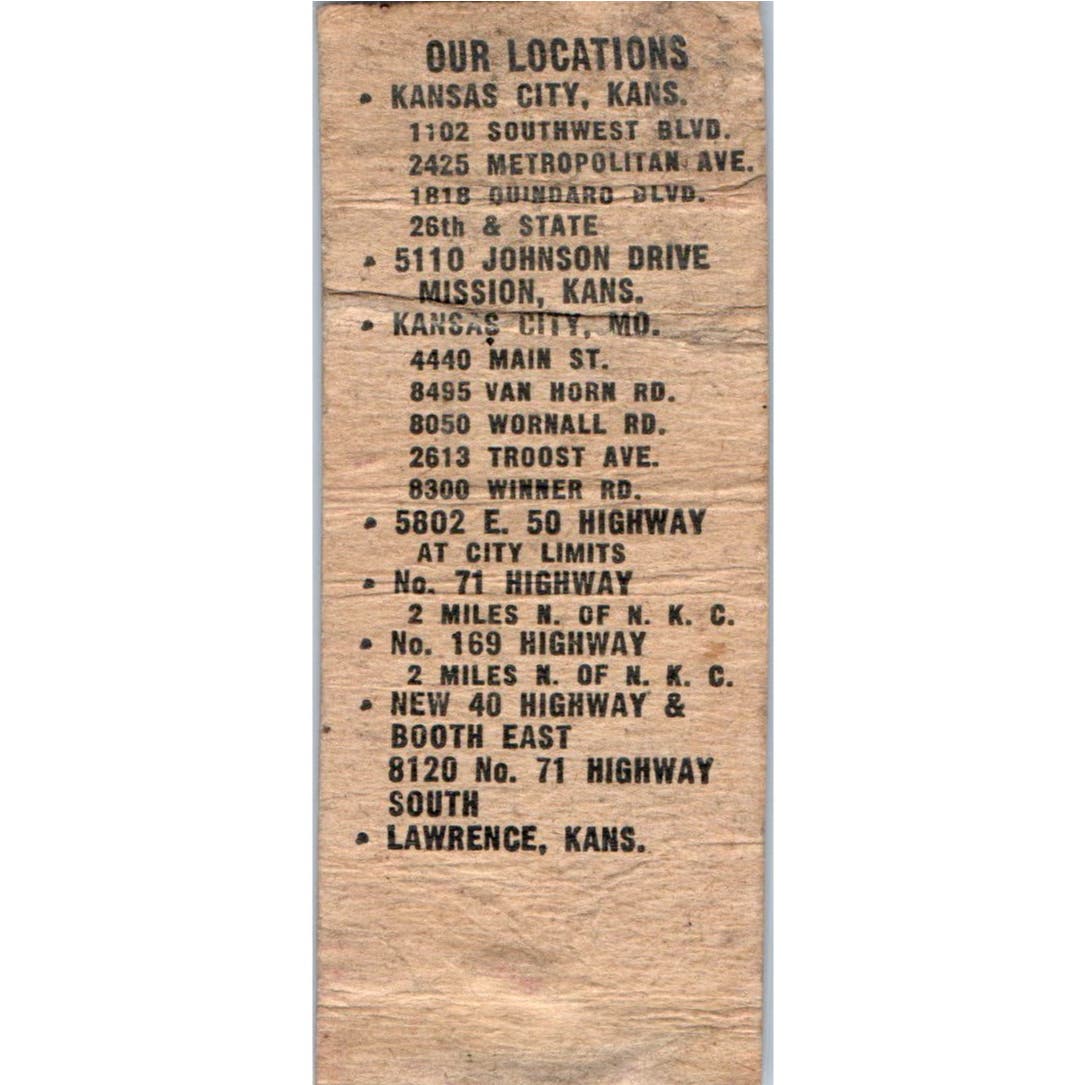 OUR LOCATIONS
• KANSAS CITY, KANS.
1102 SOUTHWEST BLVD.
2425 METROPOLITAN AVE.
1818 QUINDARO BLVD.
26th & STATE
• 5110 JOHNSON DRIVE
MISSION, KANS.
• KANSAS CITY, MO.
4440 MAIN ST.
8495 VAN HORN RD.
8050 WORNALL RD.
2613 TROOST AVE.
8300 WINNER RD.
• 5802 E. 50 HIGHWAY
AT CITY LIMITS
• No. 71 HIGHWAY
2 MILES N. OF N. K. C.
• No. 169 HIGHWAY
2 MILES N. OF N. K. C.
• NEW 40 HIGHWAY &
BOOTH EAST
8120 No. 71 HIGHWAY
SOUTH
• LAWRENCE, KANS.